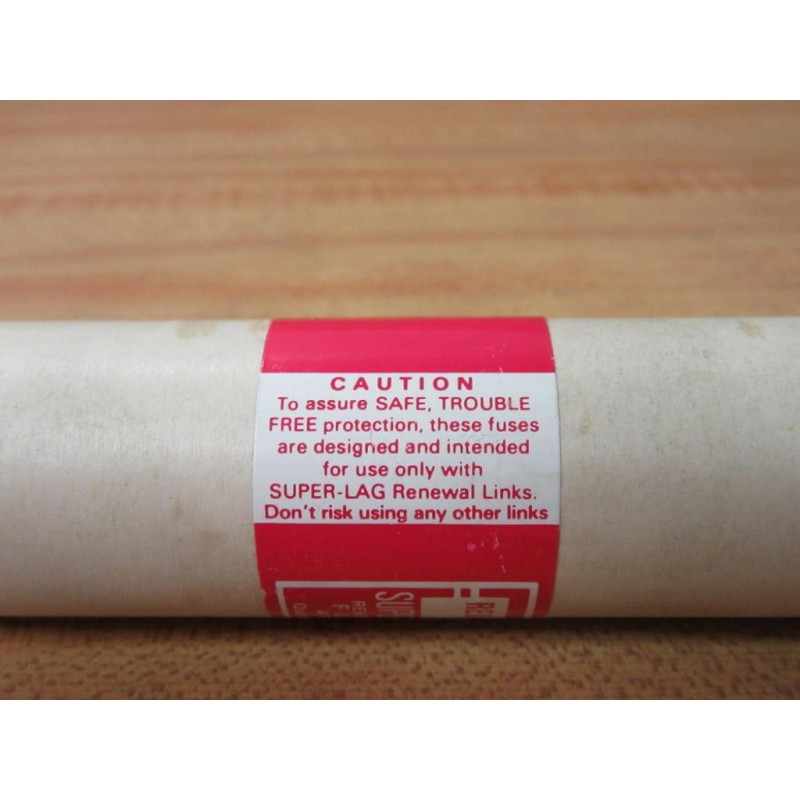 CAUTION
To assure SAFE, TROUBLE
FREE protection, these fuses
are designed and intended
for use only with
SUPER-LAG Renewal Links.
Don't risk using any other links